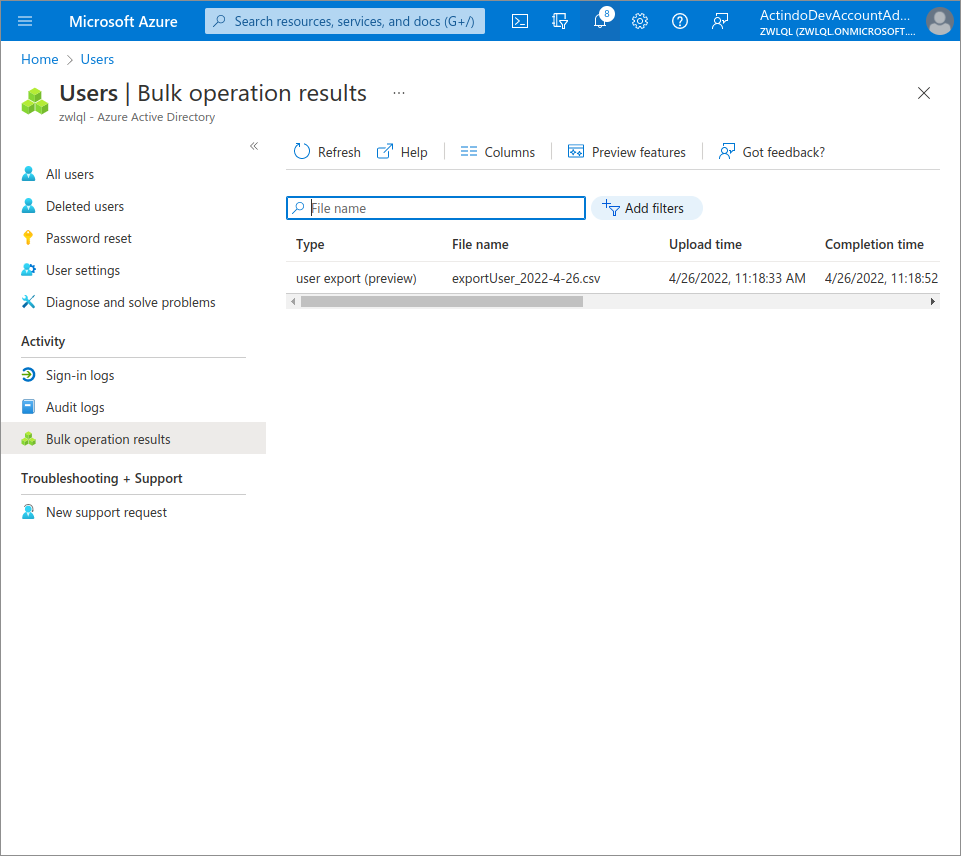 Microsoft Azure
Search resources, services, and docs (G+/)
8
ActindoDevAccountAd...
ZWLQL (ZWLQL.ONMICROSOFT....
Home > Users
Users | Bulk operation results ...
zwlql - Azure Active Directory
«
All users
Deleted users
Password reset
User settings
Diagnose and solve problems
Activity
Sign-in logs
Audit logs
Bulk operation results
Troubleshooting + Support
New support request
Refresh Help Columns Preview features Got feedback?
File name
Add filters
Type File name Upload time Completion time
user export (preview) exportUser_2022-4-26.csv 4/26/2022, 11:18:33 AM 4/26/2022, 11:18:52